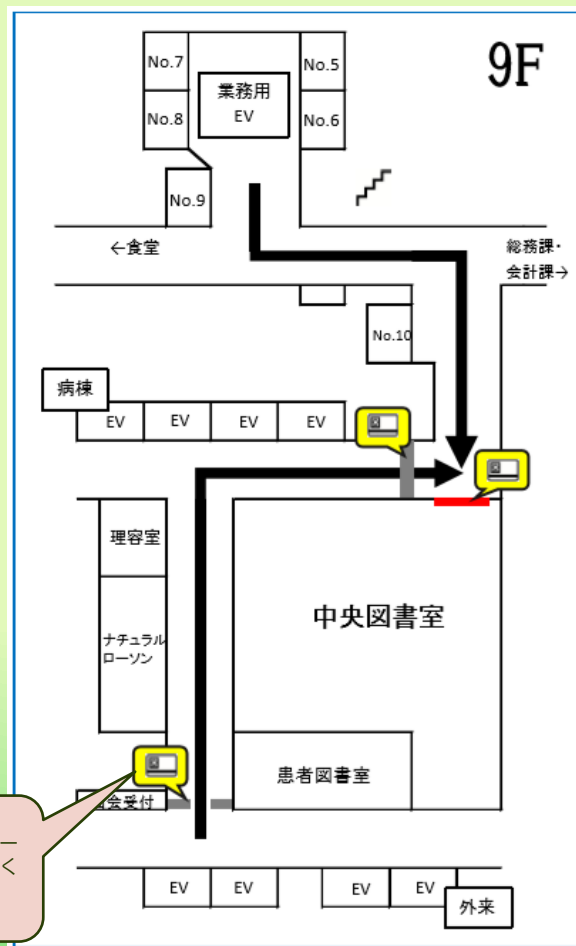 9F
No.7
No.5
業務用
EV
No.8
No.6
No.9
←食堂
総務課・
会計課→
No.10
病棟
EV
EV
EV
EV
理容室
中央図書室
ナチュラル
ローソン
患者図書室
会受付
ー
く
EV
EV
EV
EV
外来